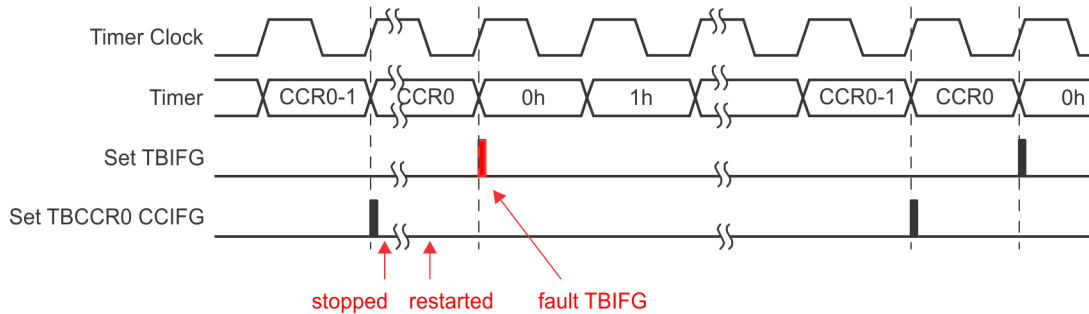 Timer Clock
Timer CCR0-1 CCR0 0h 1h CCR0-1 CCR0 0h
Set TBIFG
Set TBCCR0 CCIFG
stopped restarted fault TBIFG